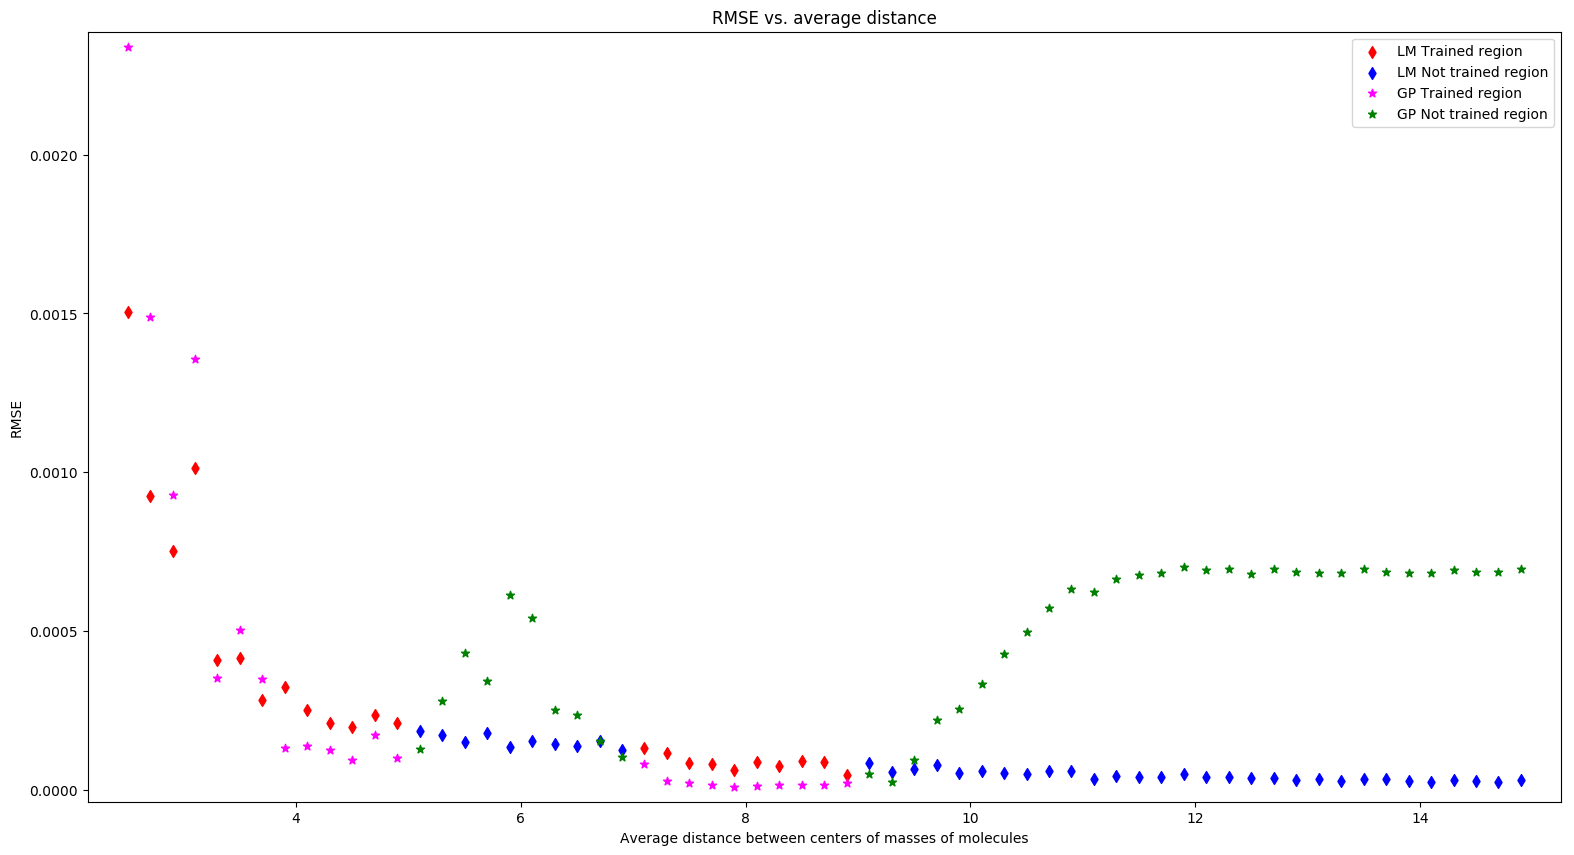 RMSE vs. average distance
LM Trained region
LM Not trained region
GP Trained region
GP Not trained region
0.0020
0.0015
0.0010
0.0005
0.0000
RMSE
4
6
8
10
12
14
Average distance between centers of masses of molecules